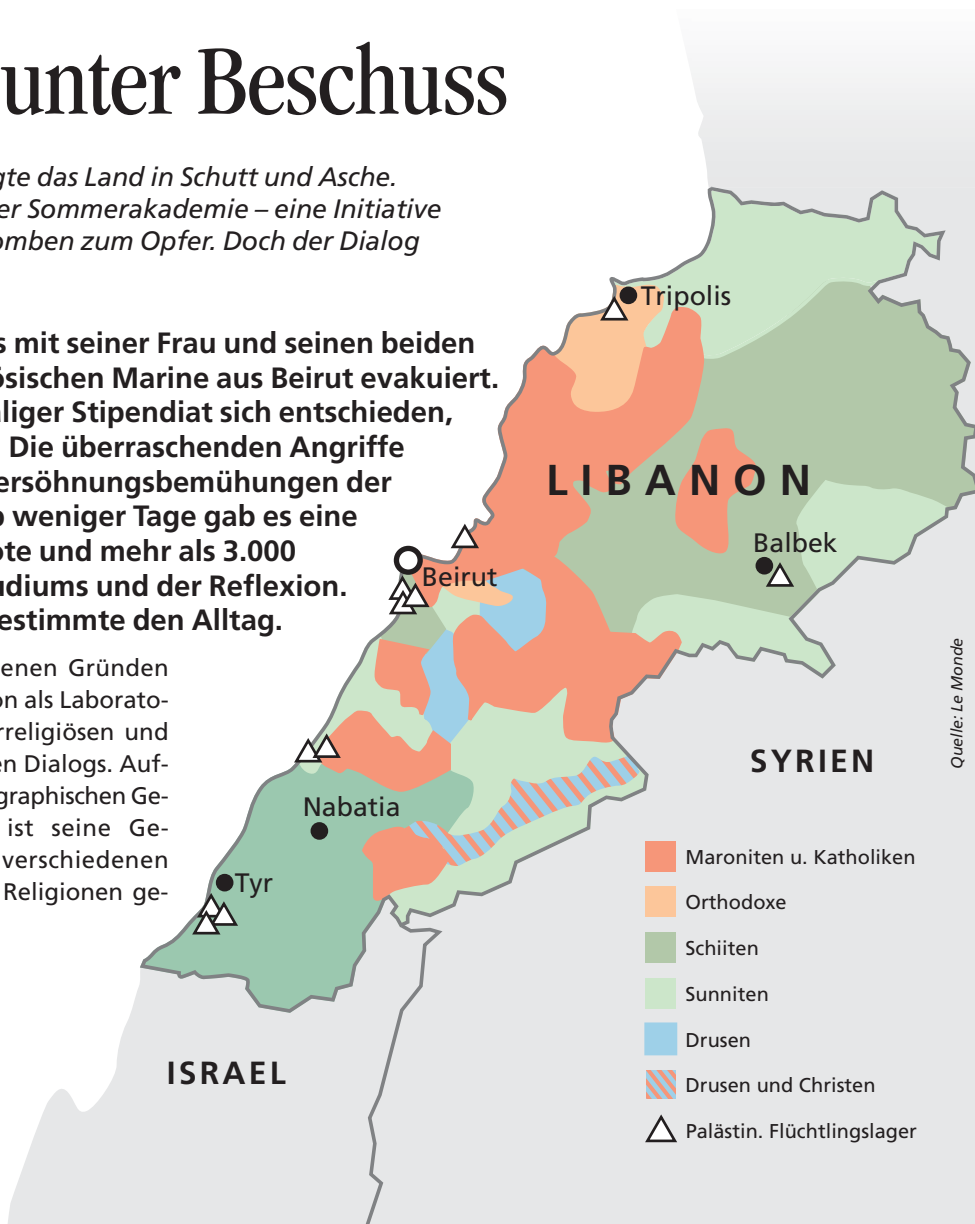 unter Beschuss
gte das Land in Schutt und Asche.
er Sommerakademie – eine Initiative
omben zum Opfer. Doch der Dialog
s mit seiner Frau und seinen beiden
ösischen Marine aus Beirut evakuiert.
liger Stipendiat sich entschieden,
Die überraschenden Angriffe
ersöhnungsbemühungen der
b weniger Tage gab es eine
ote und mehr als 3.000
udiums und der Reflexion.
estimmte den Alltag.
enen Gründen
on als Laborato-
rreligiösen und
en Dialogs. Auf-
graphischen Ge-
ist seine Ge-
verschiedenen
Religionen ge-
Tripolis
LIBANON
Balbek
Beirut
Nabatia
Tyr
SYRIEN
ISRAEL
Quelle: Le Monde
Maroniten u. Katholiken
Orthodoxe
Schiiten
Sunniten
Drusen
Drusen und Christen
Palästin. Flüchtlingslager